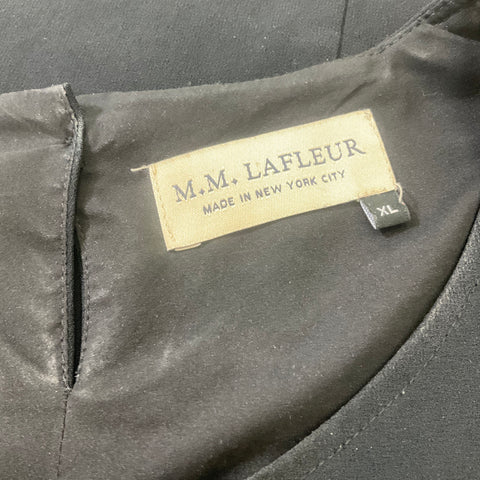 M.M. LAFLEUR
MADE IN NEW YORK CITY
XL